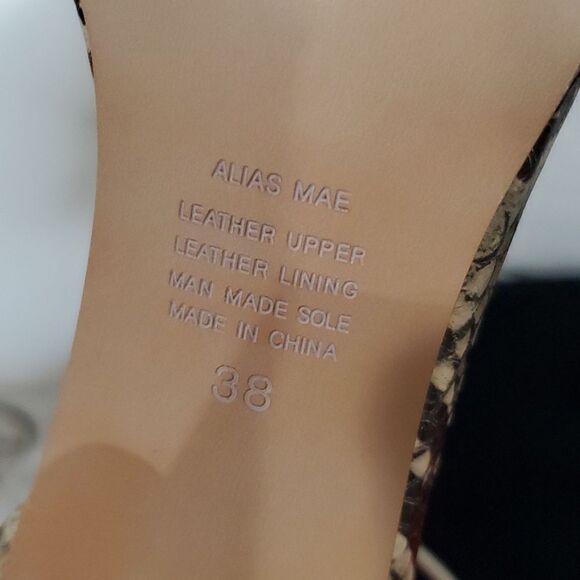 ALIAS MAE
LEATHER UPPER
LEATHER LINING
MAN MADE SOLE
MADE IN CHINA
38